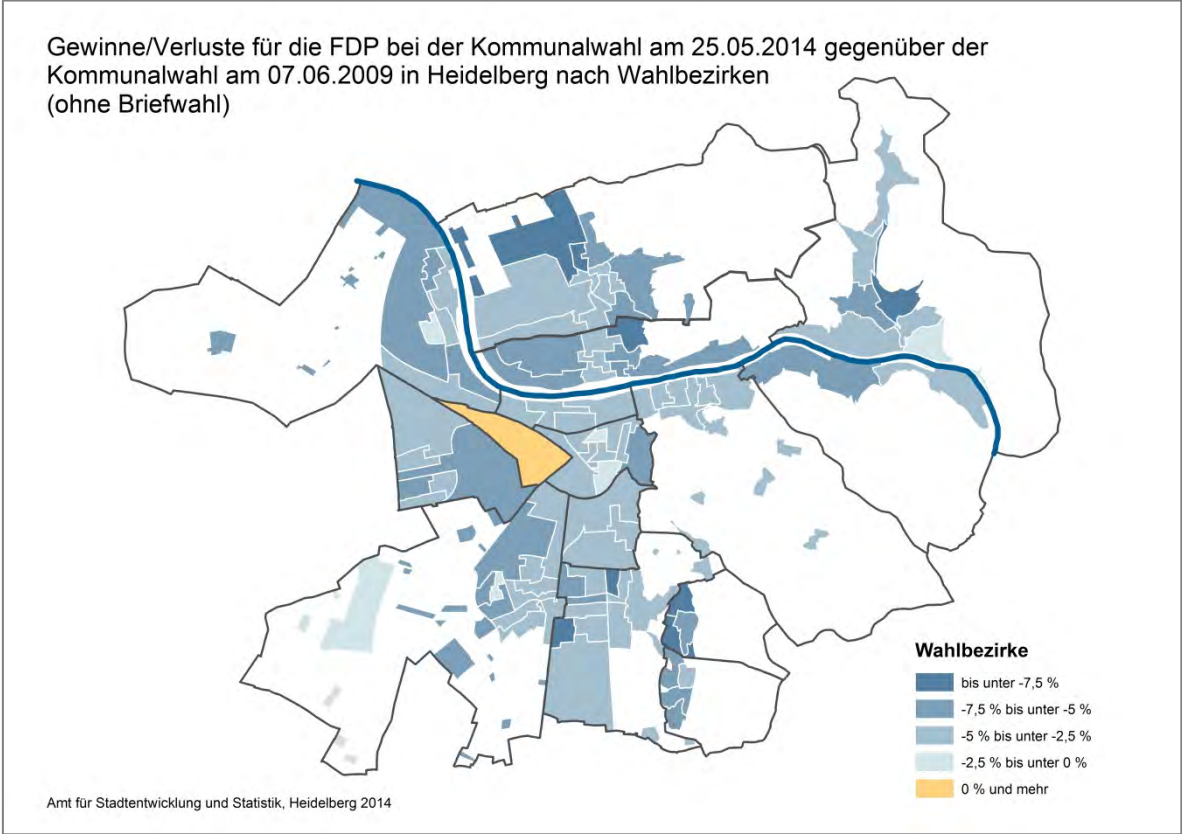 Gewinne/Verluste für die FDP bei der Kommunalwahl am 25.05.2014 gegenüber der
Kommunalwahl am 07.06.2009 in Heidelberg nach Wahlbezirken
(ohne Briefwahl)
Wahlbezirke
bis unter -7,5 %
-7,5 % bis unter -5 %
-5 % bis unter -2,5 %
-2,5 % bis unter 0 %
0 % und mehr
Amt für Stadtentwicklung und Statistik, Heidelberg 2014